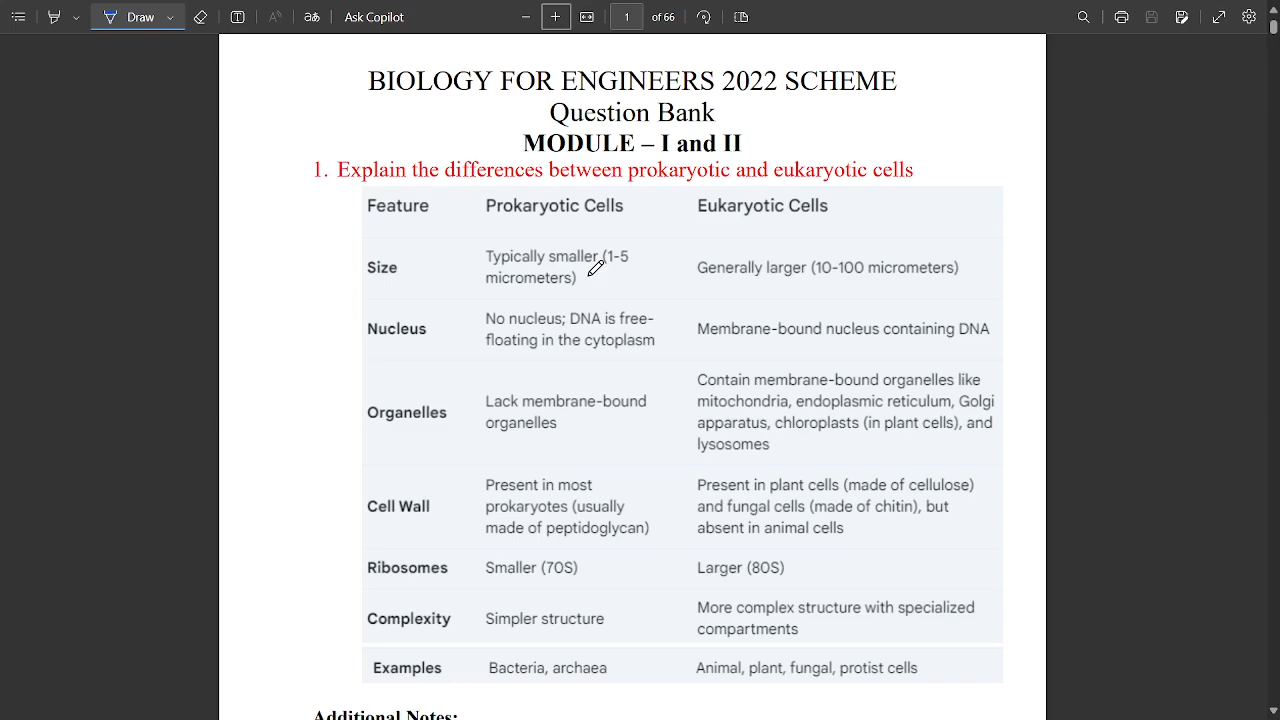 Draw
Ask Copilot
1 of 66
BIOLOGY FOR ENGINEERS 2022 SCHEME
Question Bank
MODULE – I and II
1. Explain the differences between prokaryotic and eukaryotic cells
Feature Prokaryotic Cells Eukaryotic Cells
Size
Typically smaller (1-5
micrometers)
Generally larger (10-100 micrometers)
Nucleus
No nucleus; DNA is free-
floating in the cytoplasm
Membrane-bound nucleus containing DNA
Organelles
Lack membrane-bound
organelles
Contain membrane-bound organelles like
mitochondria, endoplasmic reticulum, Golgi
apparatus, chloroplasts (in plant cells), and
lysosomes
Cell Wall
Present in most
prokaryotes (usually
made of peptidoglycan)
Present in plant cells (made of cellulose)
and fungal cells (made of chitin), but
absent in animal cells
Ribosomes Smaller (70S) Larger (80S)
Complexity
Simpler structure
More complex structure with specialized
compartments
Examples Bacteria, archaea Animal, plant, fungal, protist cells
Additional Notes: